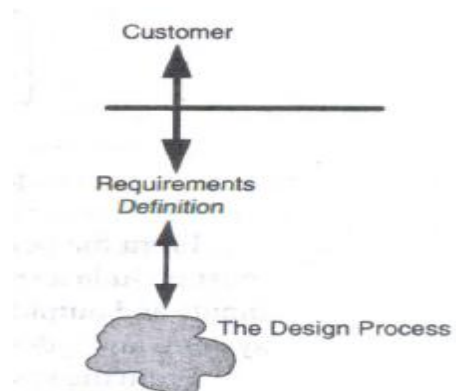 Customer
Requirements
Definition
The Design Process